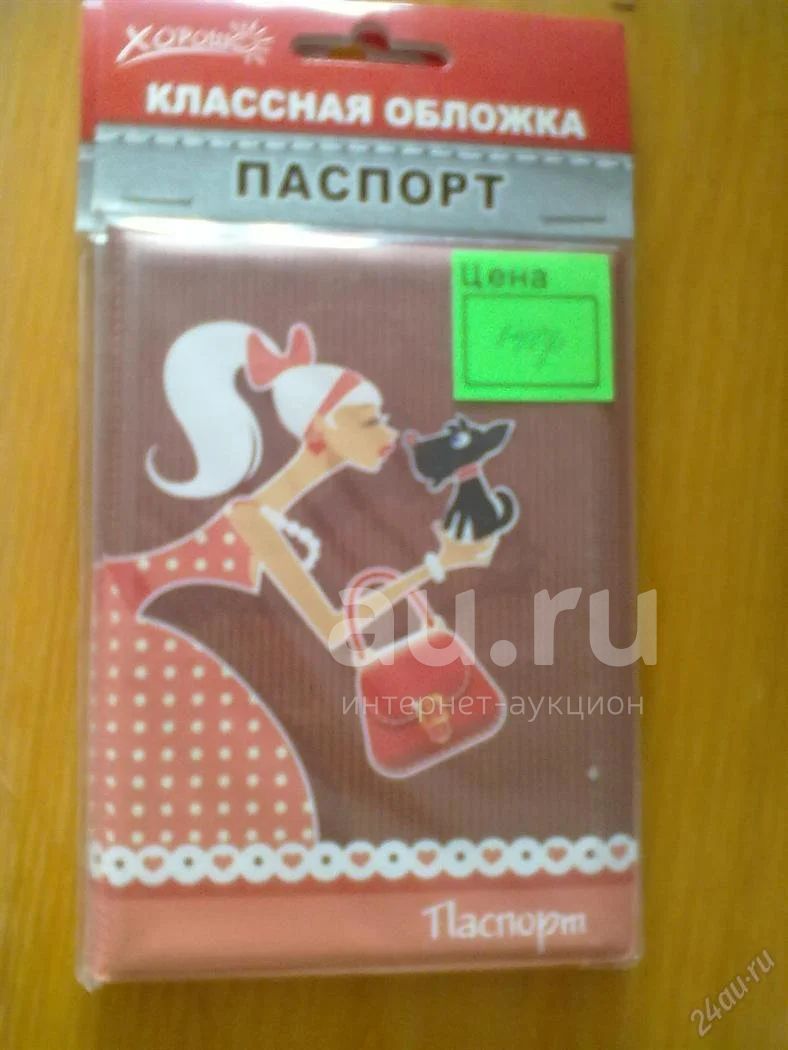 ХОРОШО
КЛАССНАЯ ОБЛОЖКА
ПАСПОРТ
Цена
au.ru
интернет-аукцион
Паспорт
24au.ru